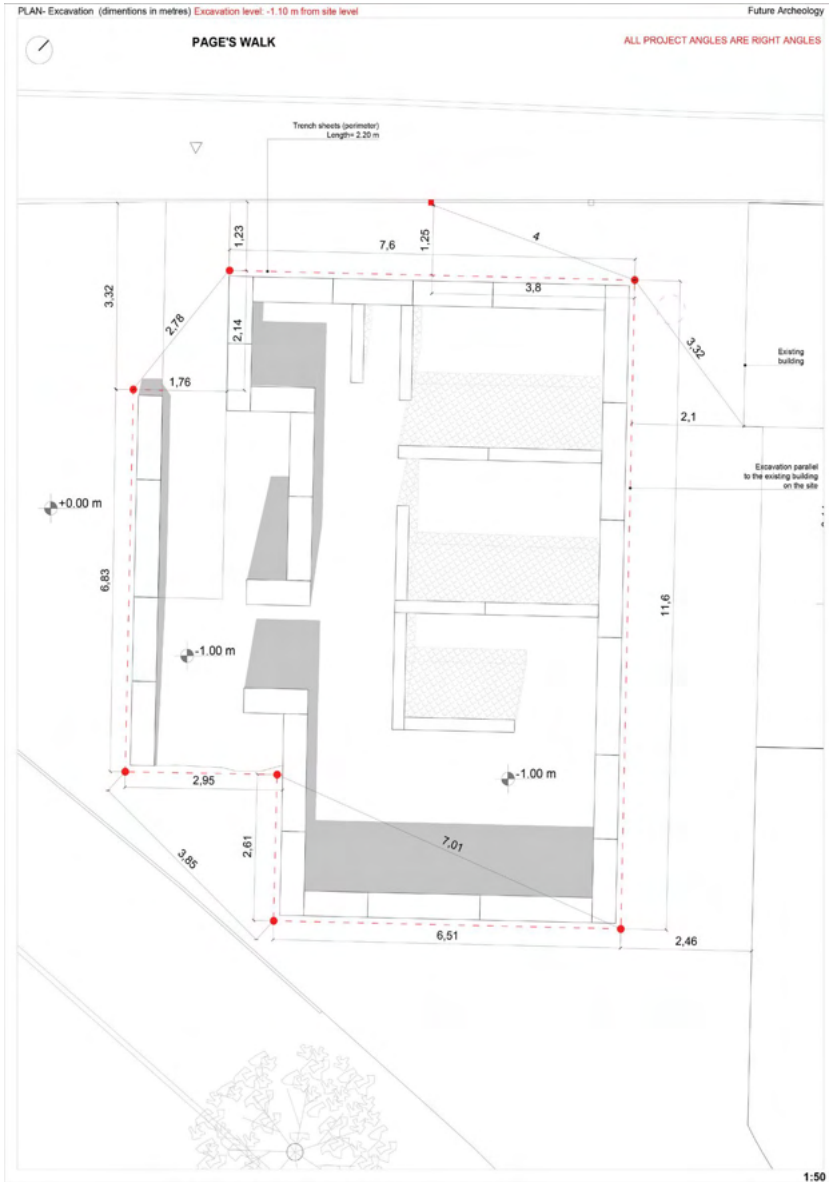 PLAN- Excavation (dimentions in metres) Excavation level: -1.10 m from site level
Future Archeology
PAGE'S WALK
ALL PROJECT ANGLES ARE RIGHT ANGLES
Trench sheets (perimeter)
Length= 2.20 m
1,23
7,6
1,25
4
3,32
2,78
2,14
3,8
3,32
1,76
Existing
building
2,1
Excavation parallel
to the existing building
on the site
+0.00 m
6,83
11,6
-1.00 m
-1.00 m
2,95
2,61
7,01
3,85
6,51
2,46
1:50